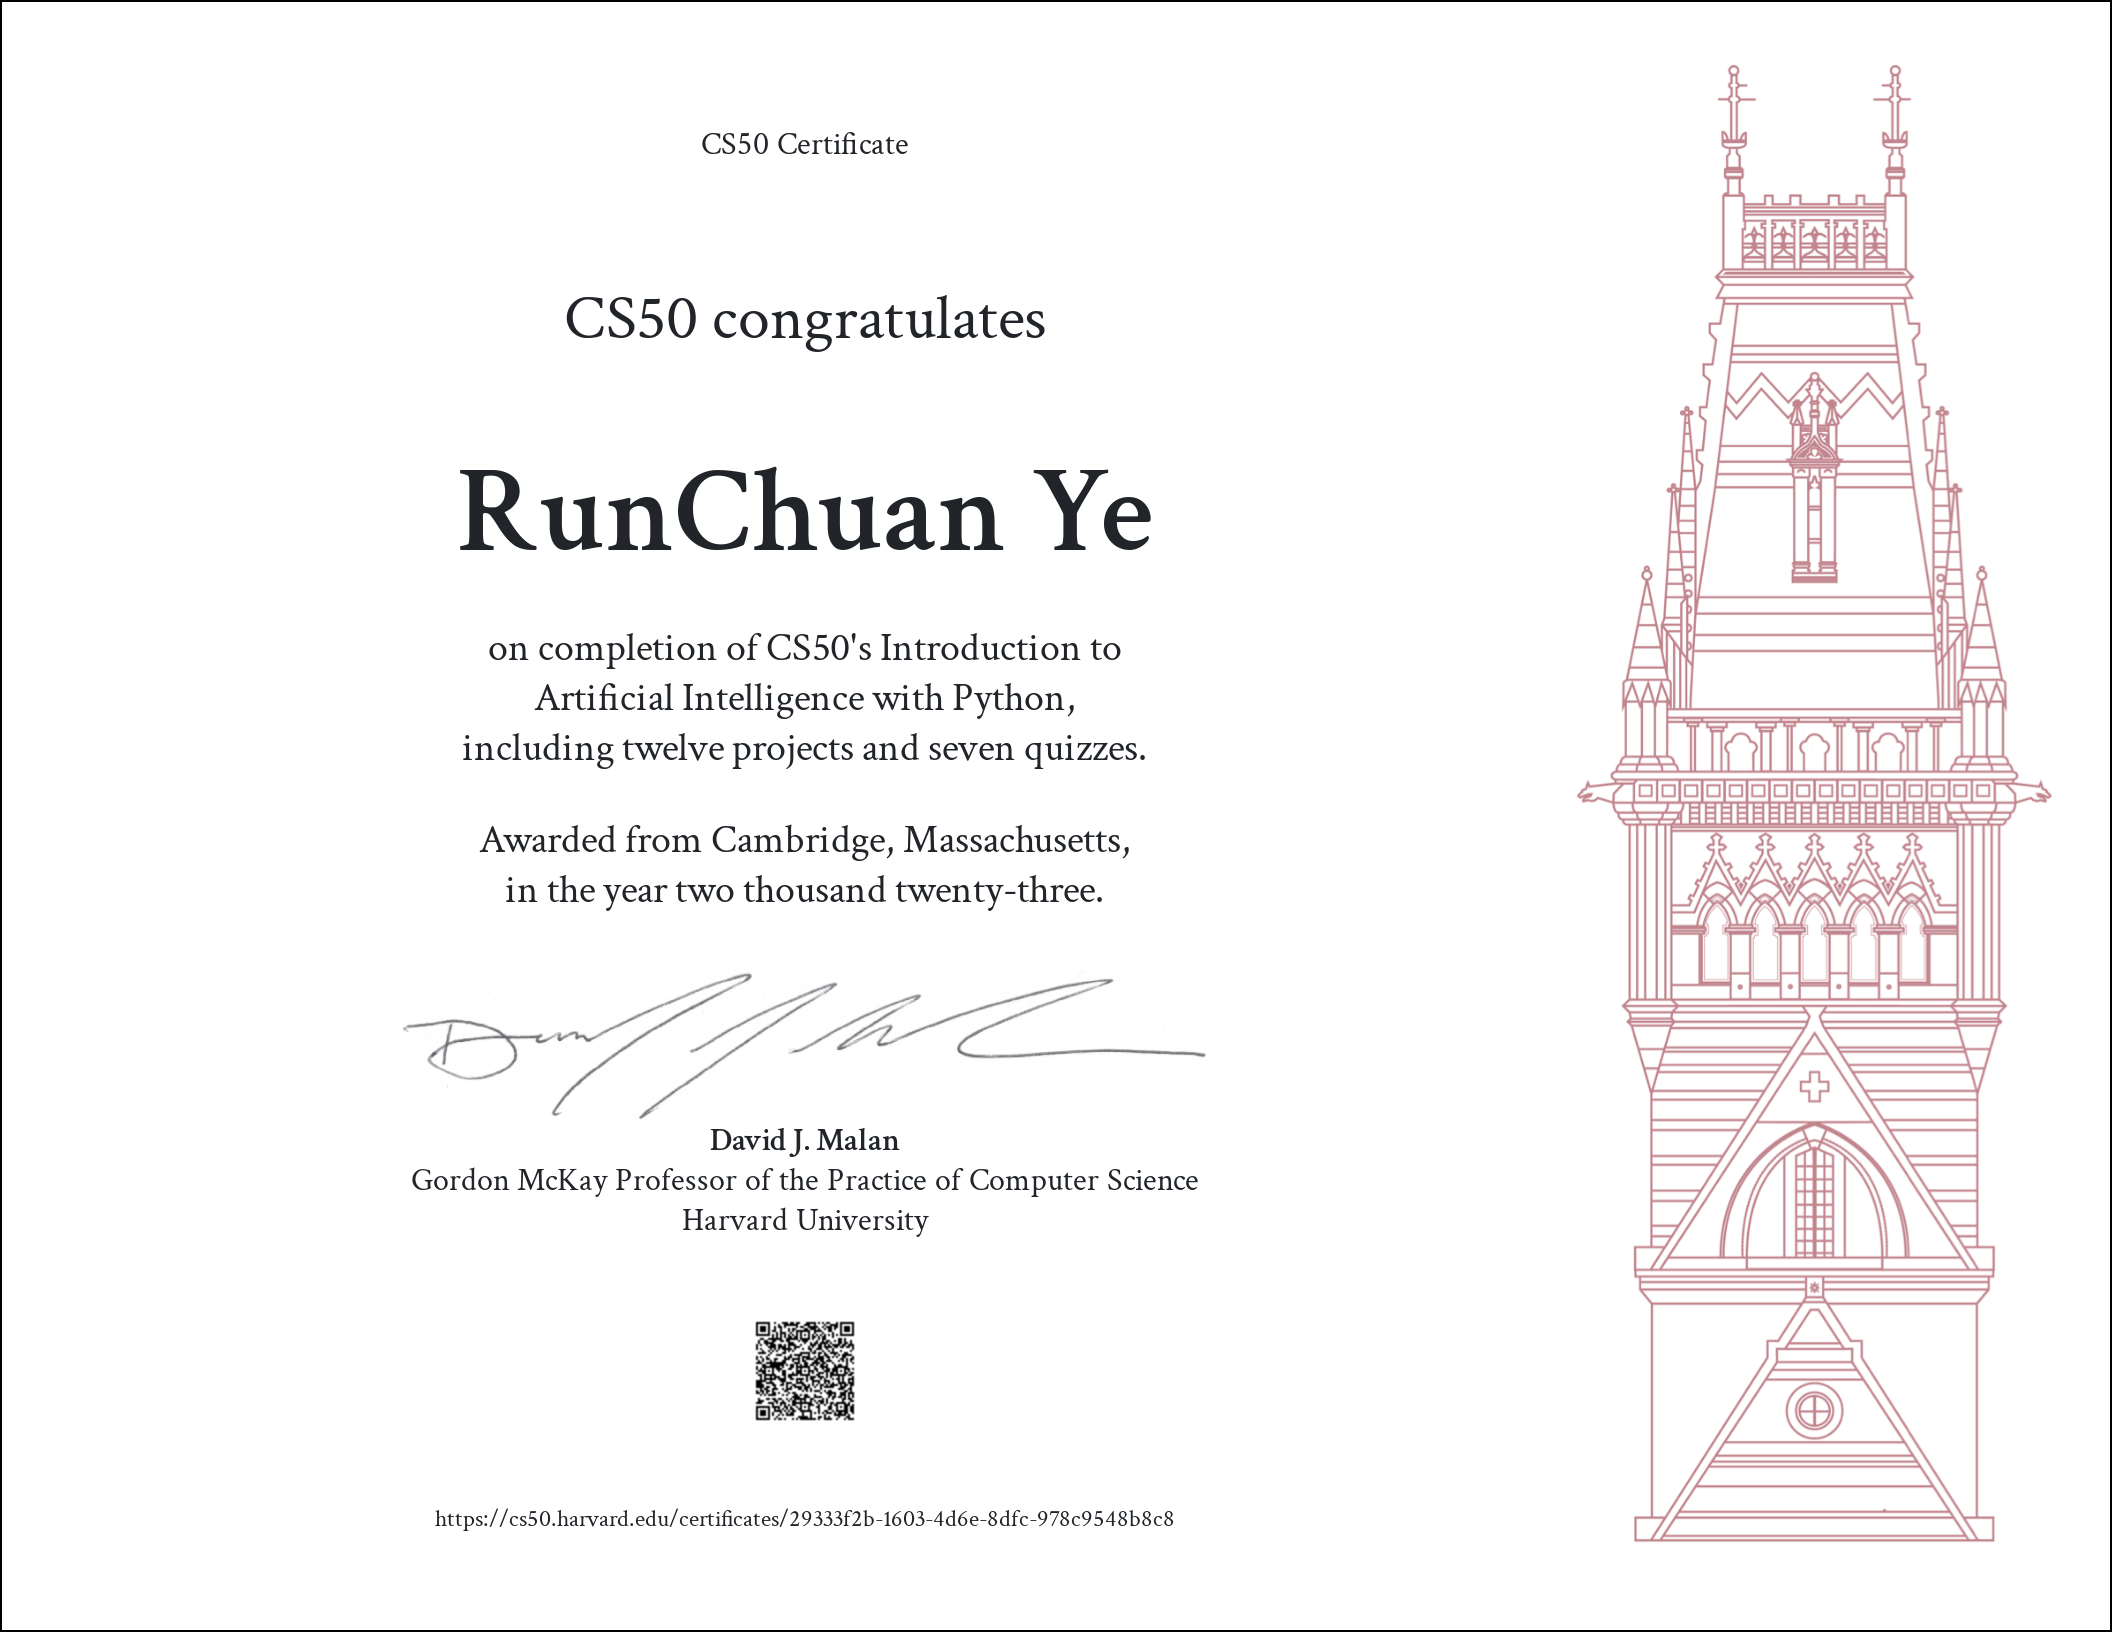 CS50 Certificate
CS50 congratulates
RunChuan Ye
on completion of CS50's Introduction to
Artificial Intelligence with Python,
including twelve projects and seven quizzes.
Awarded from Cambridge, Massachusetts,
in the year two thousand twenty-three.
David J. Malan
Gordon McKay Professor of the Practice of Computer Science
Harvard University
https://cs50.harvard.edu/certificates/29333f2b-1603-4d6e-8dfc-978c9548b8c8